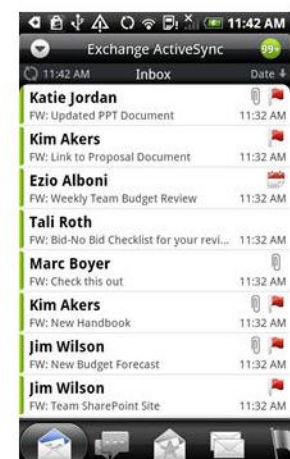 11:42 AM
Exchange ActiveSync 99+
11:42 AM Inbox Date
Katie Jordan
FW: Updated PPT Document 11:32 AM
Kim Akers
FW: Link to Proposal Document 11:32 AM
Ezio Alboni
FW: Weekly Team Budget Review 11:32 AM
Tali Roth
FW: Bid-No Bid Checklist for your revi... 11:32 AM
Marc Boyer
FW: Check this out 11:32 AM
Kim Akers
FW: New Handbook 11:32 AM
Jim Wilson
FW: New Budget Forecast 11:32 AM
Jim Wilson
FW: Team SharePoint Site 11:32 AM